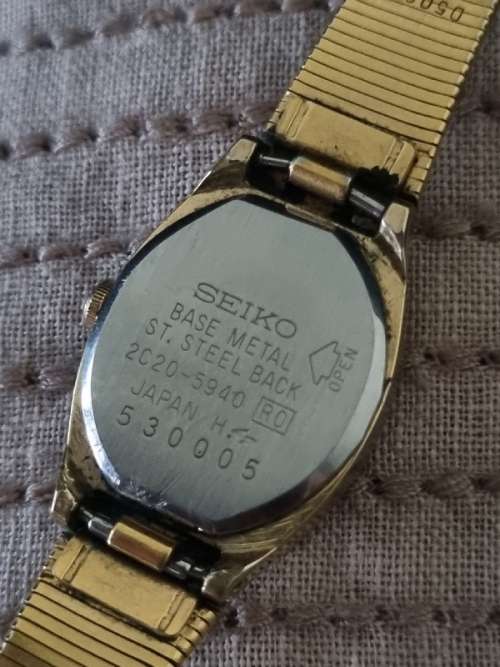 SEIKO
BASE METAL
ST. STEEL BACK
2C20-5940 R0
JAPAN H
530005
OPEN